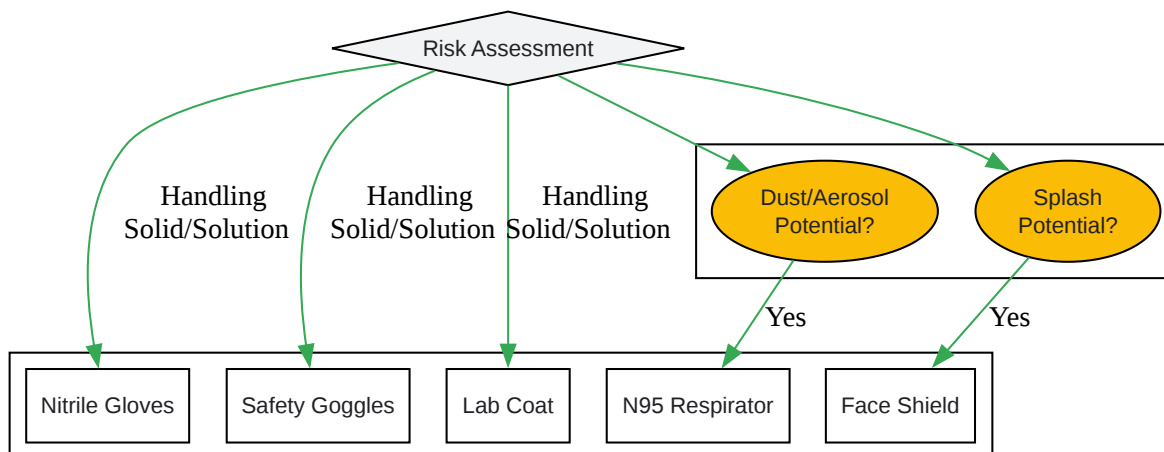 Risk Assessment
Handling
Solid/Solution
Handling
Solid/Solution
Handling
Solid/Solution
Dust/Aerosol
Potential?
Splash
Potential?
Yes
Yes
Nitrile Gloves
Safety Goggles
Lab Coat
N95 Respirator
Face Shield